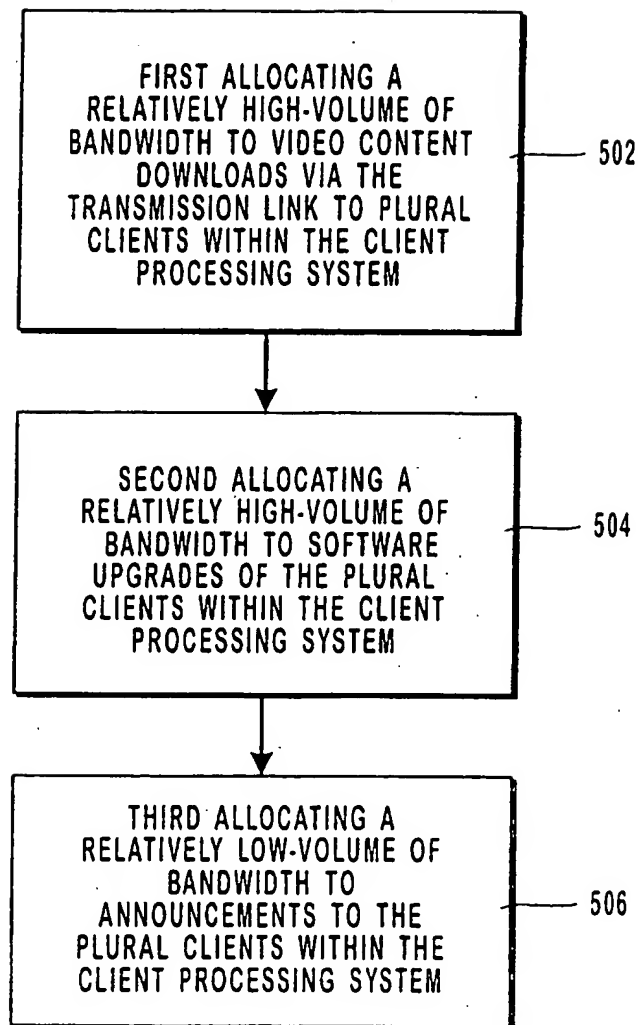 FIRST ALLOCATING A
RELATIVELY HIGH-VOLUME OF
BANDWIDTH TO VIDEO CONTENT
DOWNLOADS VIA THE
TRANSMISSION LINK TO PLURAL
CLIENTS WITHIN THE CLIENT
PROCESSING SYSTEM
502
SECOND ALLOCATING A
RELATIVELY HIGH-VOLUME OF
BANDWIDTH TO SOFTWARE
UPGRADES OF THE PLURAL
CLIENTS WITHIN THE CLIENT
PROCESSING SYSTEM
504
THIRD ALLOCATING A
RELATIVELY LOW-VOLUME OF
BANDWIDTH TO
ANNOUNCEMENTS TO THE
PLURAL CLIENTS WITHIN THE
CLIENT PROCESSING SYSTEM
506